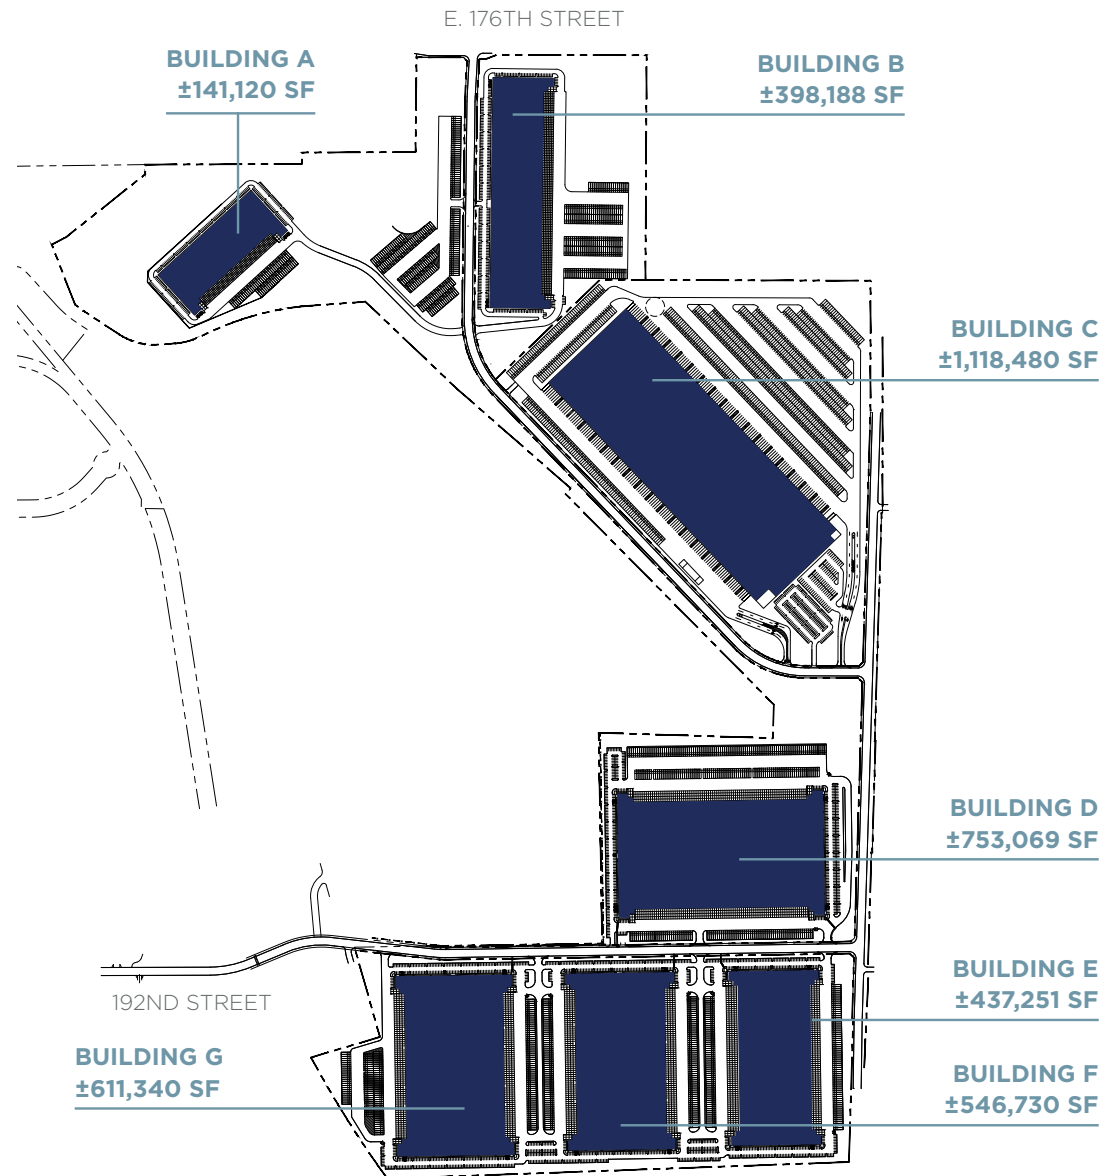 E. 176TH STREET
BUILDING A
±141,120 SF
BUILDING B
±398,188 SF
BUILDING C
±1,118,480 SF
BUILDING D
±753,069 SF
BUILDING E
±437,251 SF
192ND STREET
BUILDING G
±611,340 SF
BUILDING F
±546,730 SF